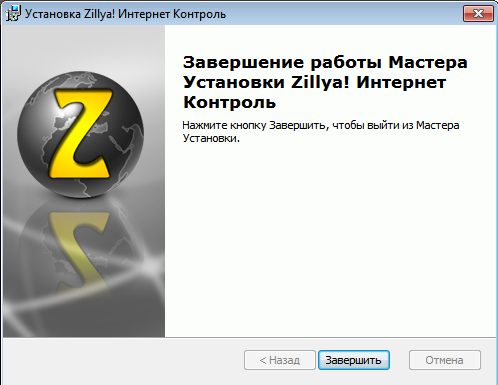 Установка Zillya! Интернет Контроль
Завершение работы Мастера
Установки Zillya! Интернет
Контроль
Нажмите кнопку Завершить, чтобы выйти из Мастера
Установки.
Z
< Назад
Завершить
Отмена